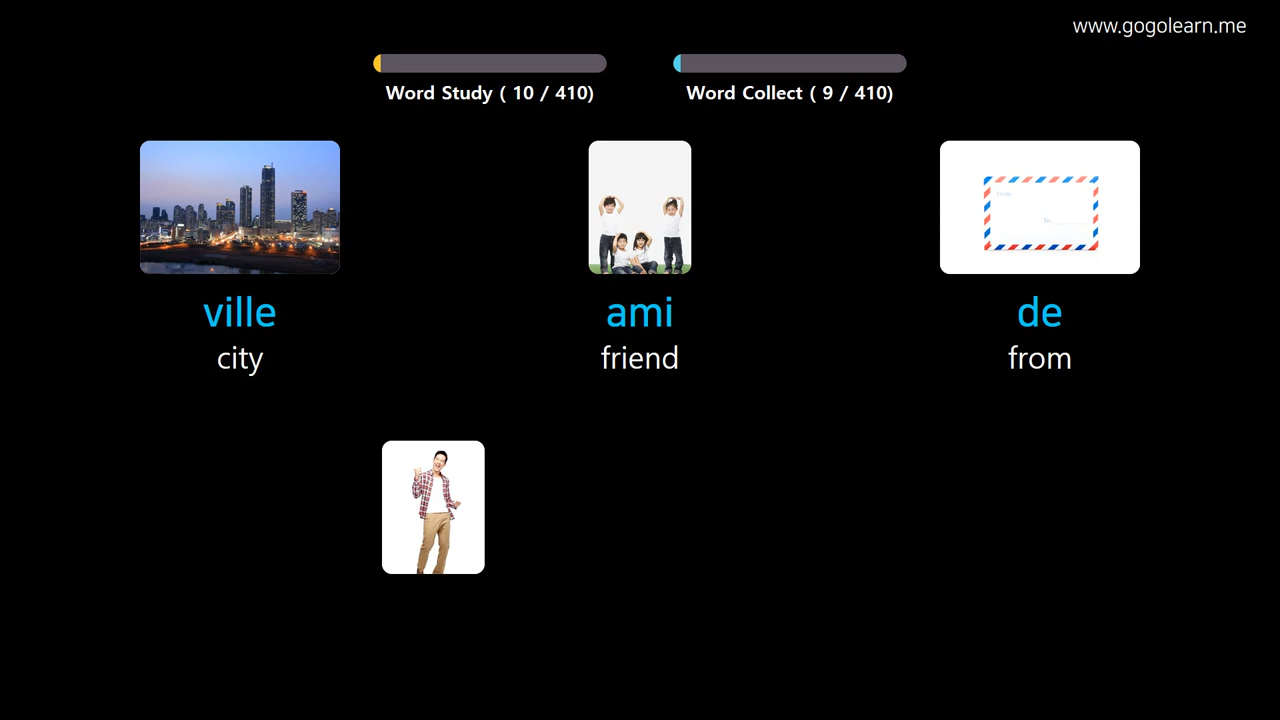 www.gogolearn.me
Word Study ( 10 / 410)
Word Collect ( 9 / 410)
ville
city
ami
friend
de
from